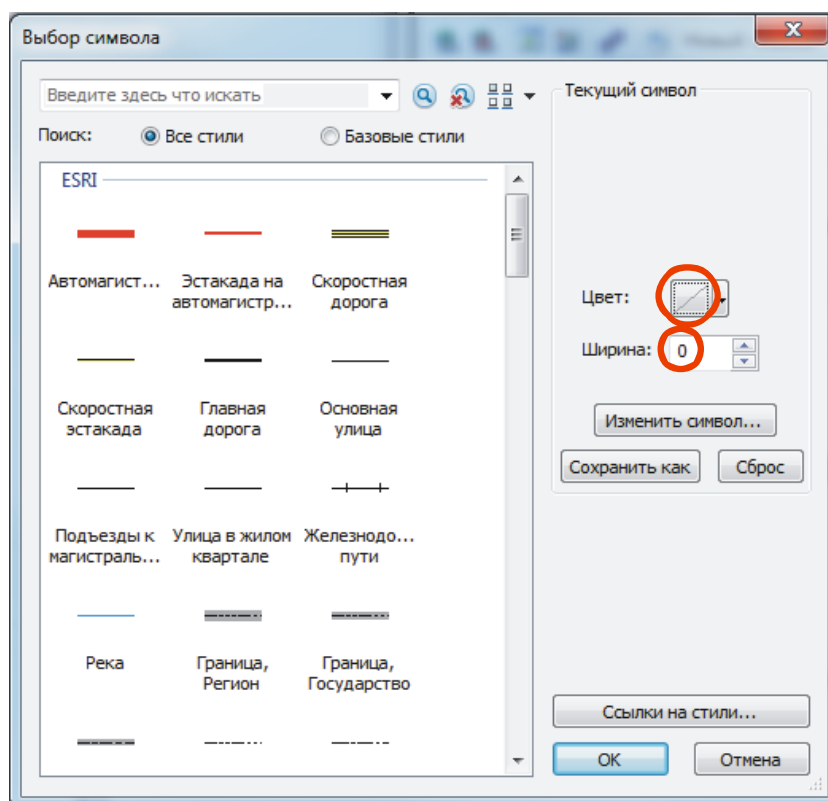 Выбор символа
Введите здесь что искать
Поиск:
Все стили
Базовые стили
ESRI
Автомагист...
Эстакада на
автомагистр...
Скоростная
дорога
Скоростная
эстакада
Главная
дорога
Основная
улица
Подъезды к
магистраль...
Улица в жилом
квартале
Железнодо...
пути
Река
Граница,
Регион
Граница,
Государство
Текущий символ
Цвет:
Ширина:
0
Изменить символ...
Сохранить как
Сброс
Ссылки на стили...
OK
Отмена